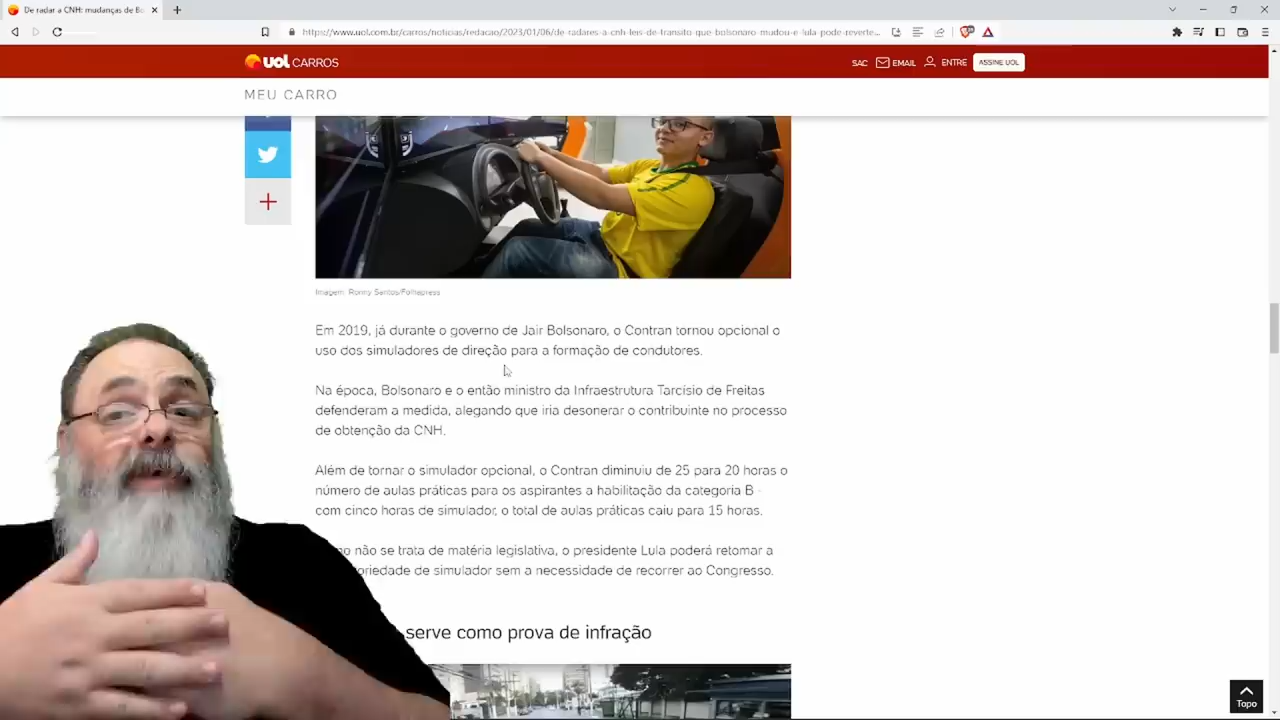 De radar a CNH: mudanças de B
https://www.uol.com.br/carros/noticias/redacao/2023/01/06/de-radares-a-cnh-leis-de-transito-que-bolsonaro-mudou-e-lula-pode-reverte...
UOL CARROS
SAC
EMAIL
ENTRE
ASSINE UOL
MEU CARRO
Imagem: Ronny Santos/Folhapress
Em 2019, já durante o governo de Jair Bolsonaro, o Contran tornou opcional o
uso dos simuladores de direção para a formação de condutores.
Na época, Bolsonaro e o então ministro da Infraestrutura Tarcísio de Freitas
defenderam a medida, alegando que iria desonerar o contribuinte no processo
de obtenção da CNH.
Além de tornar o simulador opcional, o Contran diminuiu de 25 para 20 horas o
número de aulas práticas para os aspirantes a habilitação da categoria B -
com cinco horas de simulador, o total de aulas práticas caiu para 15 horas.
não se trata de matéria legislativa, o presidente Lula poderá retomar a
de simulador sem a necessidade de recorrer ao Congresso.
serve como prova de infração
Topo